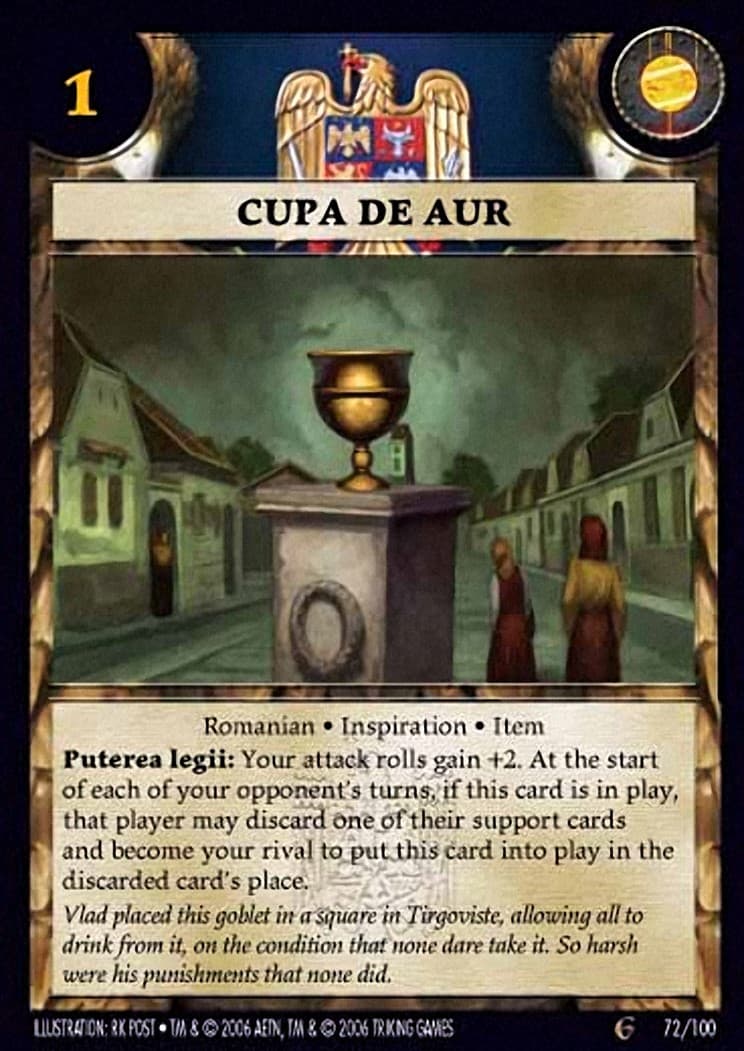 1
CUPA DE AUR
Romanian • Inspiration • Item
Puterea legii: Your attack rolls gain +2. At the start
of each of your opponent's turns, if this card is in play,
that player may discard one of their support cards
and become your rival to put this card into play in the
discarded card's place.
Vlad placed this goblet in a square in Tirgoviste, allowing all to
drink from it, on the condition that none dare take it. So harsh
were his punishments that none did.
ILLUSTRATION: RK POST • TM & © 2006 AETN, TM & © 2006 TRIKING GAMES
72/100